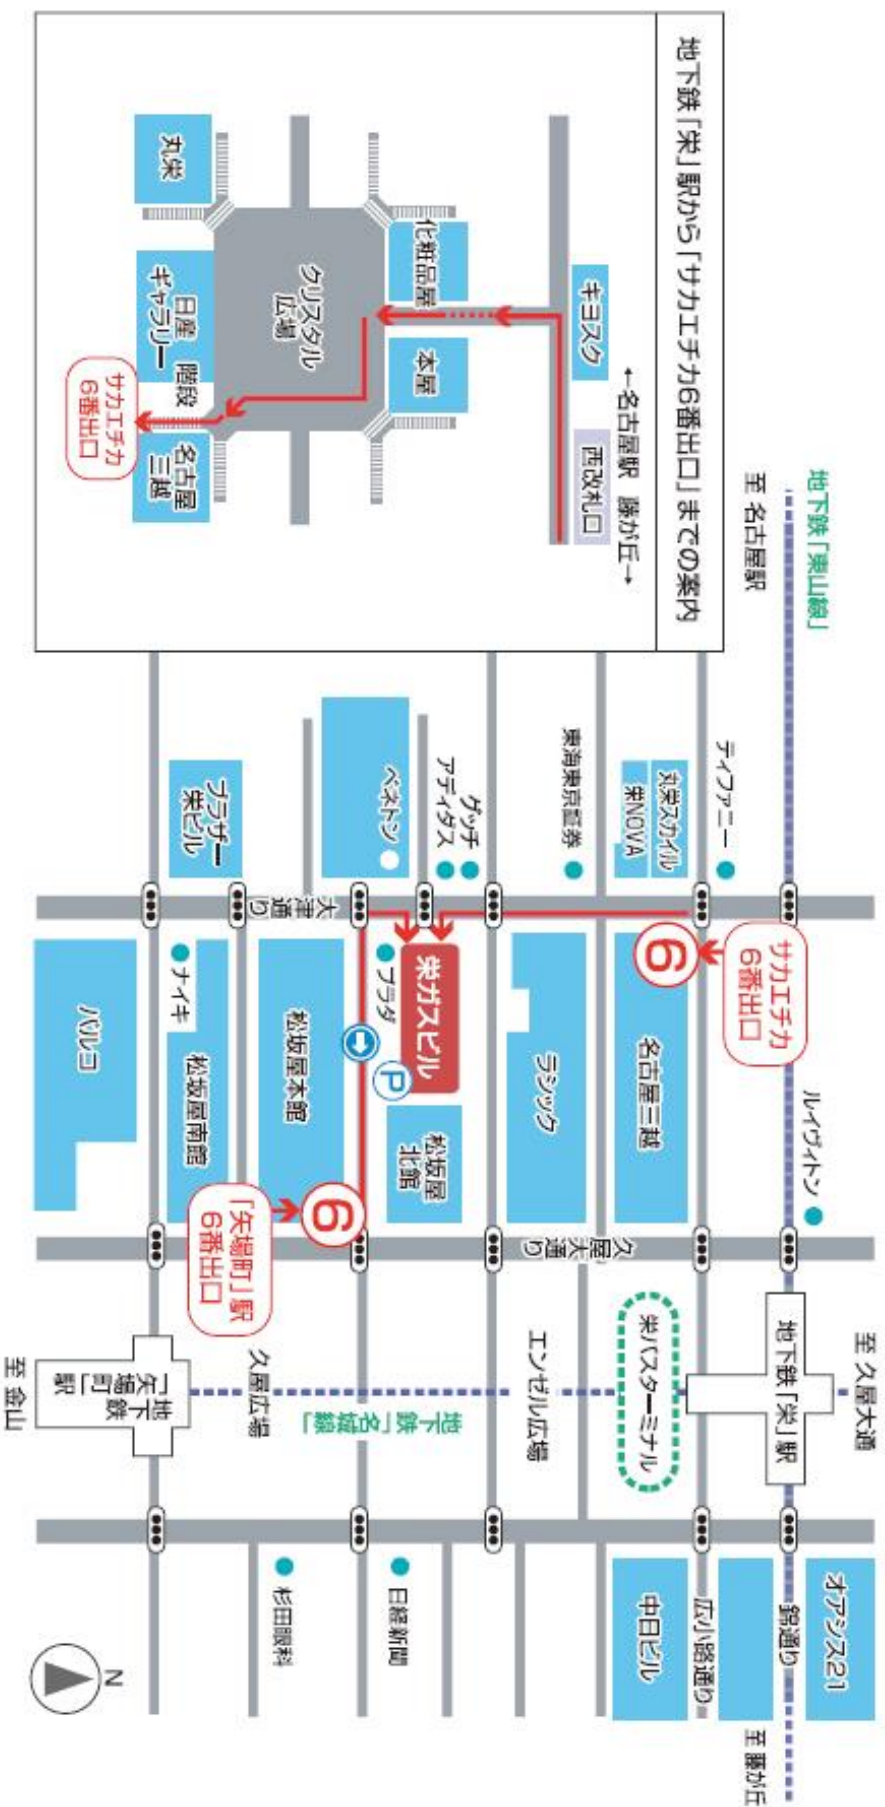 地下鉄「栄」駅から「サカエチカ6番出口」までの案内
←名古屋駅 藤が丘→
キヨスク
西改札口
化粧品屋
本屋
クリスタル
広場
丸栄
日産
ギャラリー
階段
名古屋
三越
サカエチカ
6番出口
地下鉄「東山線」
至 名古屋駅
ティファニー
丸栄スカイル
栄NOVA
東海東京証券
グッチ
アディダス
ベネトン
ブラザー
栄ビル
大津通り
サカエチカ
6番出口
6
ルイヴィトン
名古屋三越
ラシック
栄ガスビル
プラダ
P
松坂屋
北館
松坂屋本館
ナイキ
松坂屋南館
パルコ
6
「矢場町」駅
6番出口
久屋大通り
至 久屋大通
地下鉄「栄」駅
栄バスターミナル
エンゼル広場
地下鉄「名城線」
久屋広場
地下鉄
「矢場町」
駅
至 金山
オアシス21
錦通り
至 藤が丘
広小路通り
中日ビル
日経新聞
杉田眼科
N